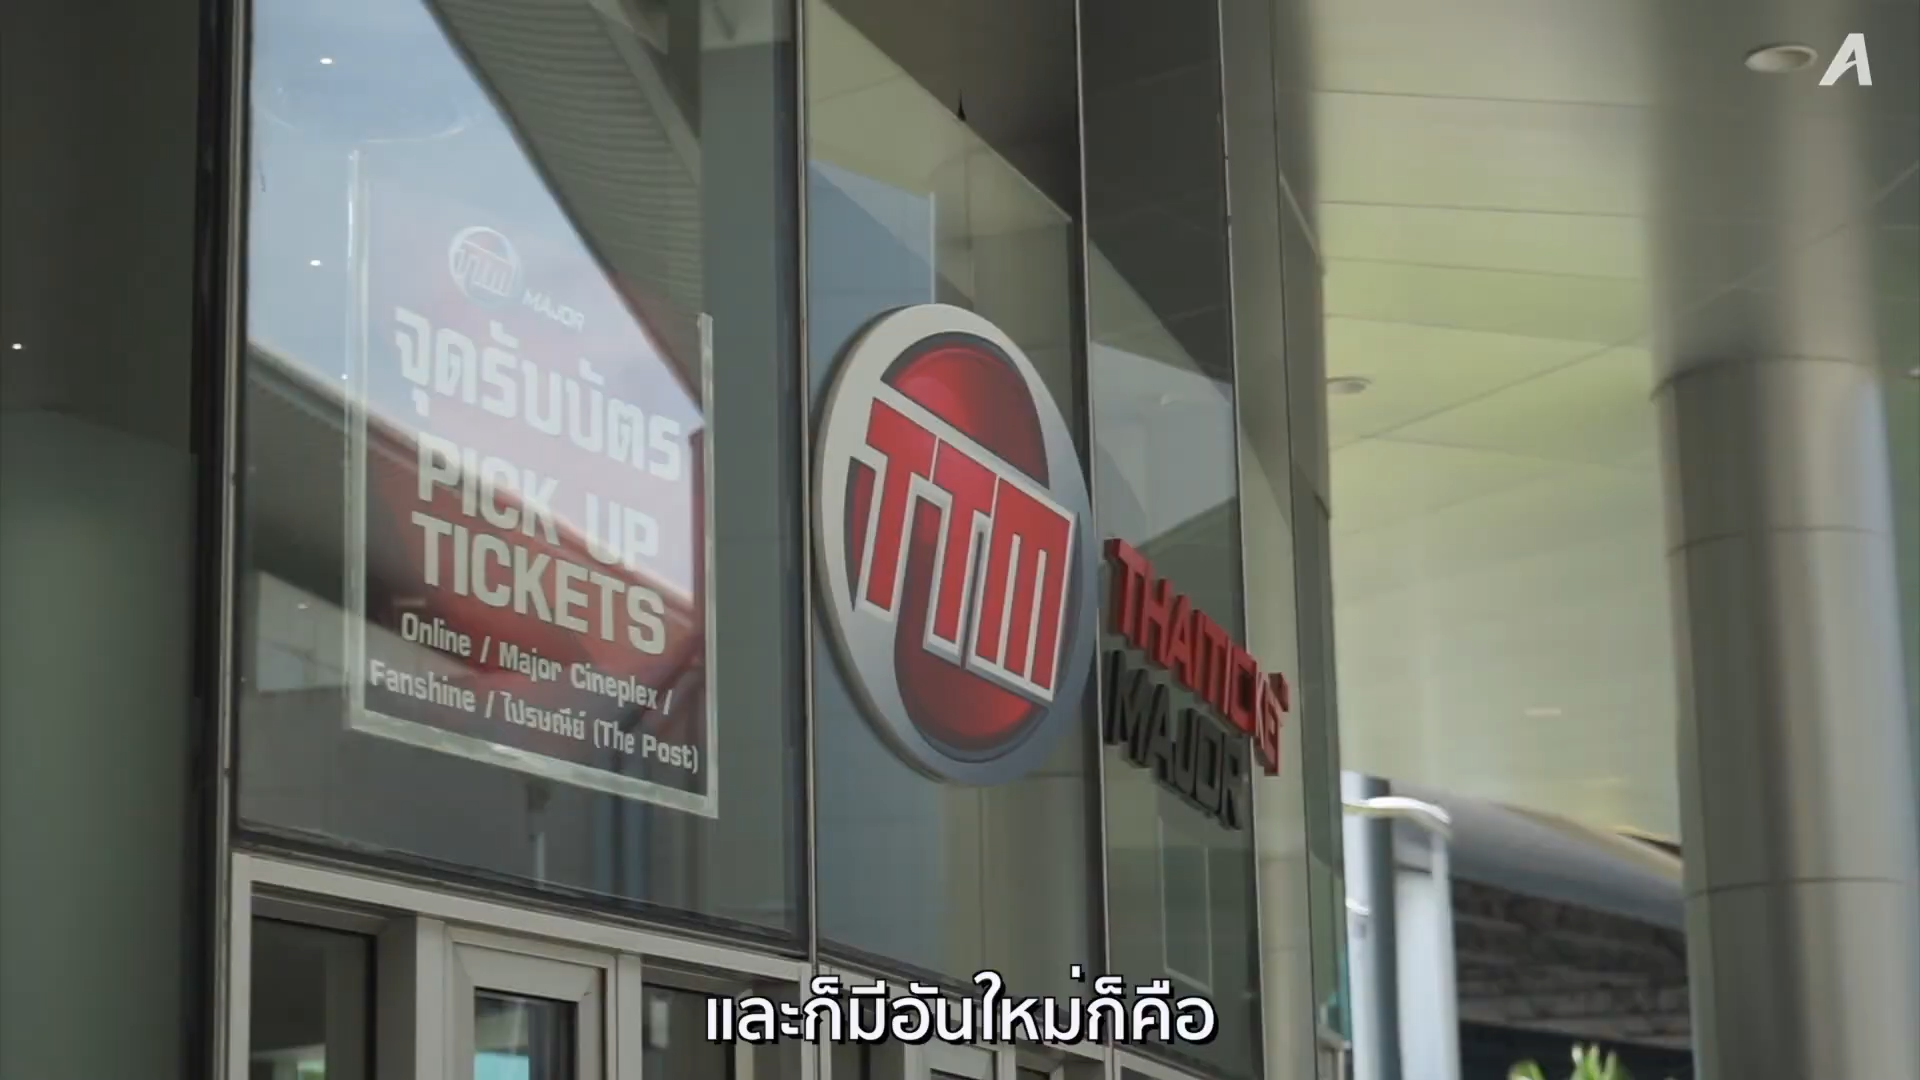 A
TTM MAJOR
จุดรับบัตร
PICK UP
TICKETS
Online / Major Cineplex /
Fanshine / ไปรษณีย์ (The Post)
TTM
THAITICKET
MAJOR
และก็มีอันใหม่ก็คือ